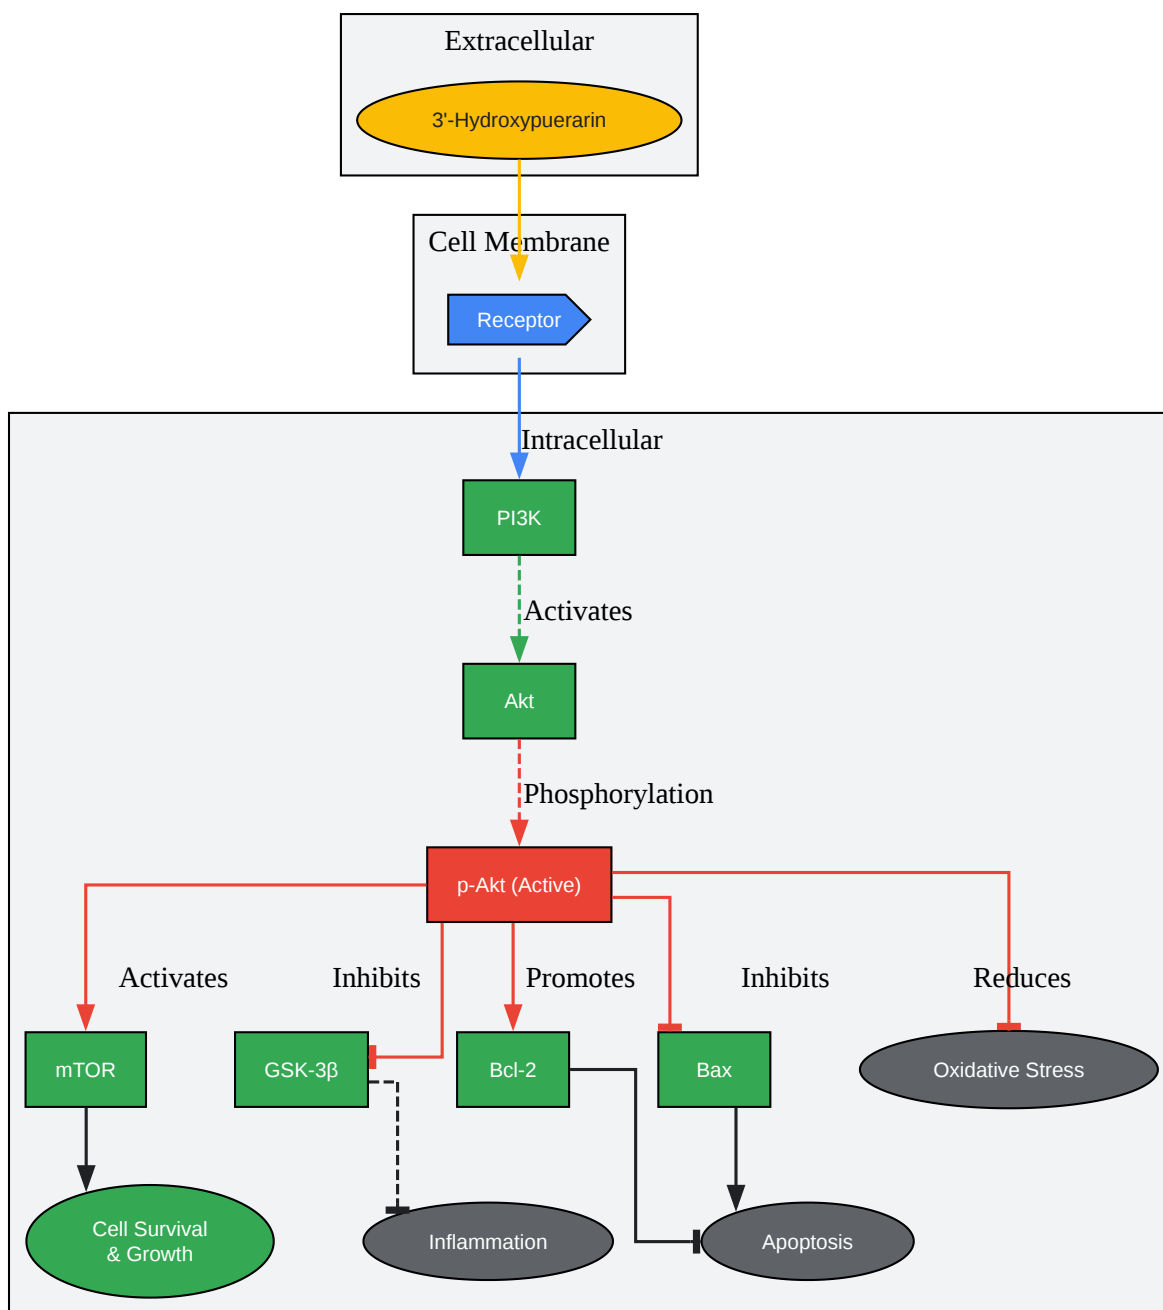 Extracellular
3'-Hydroxypuerarin
Cell Membrane
Receptor
Intracellular
PI3K
Activates
Akt
Phosphorylation
p-Akt (Active)
Activates
Inhibits
Promotes
Inhibits
Reduces
mTOR
GSK-3β
Bcl-2
Bax
Oxidative Stress
Cell Survival
& Growth
Inflammation
Apoptosis